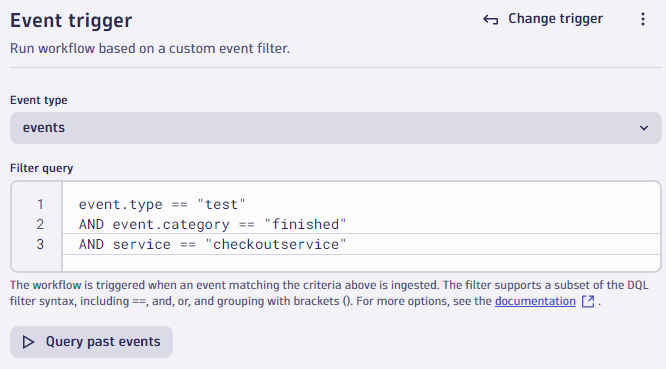 Event trigger
Change trigger
Run workflow based on a custom event filter.
Event type
events
Filter query
1 event.type == "test"
2 AND event.category == "finished"
3 AND service == "checkoutservice"
The workflow is triggered when an event matching the criteria above is ingested. The filter supports a subset of the DQL
filter syntax, including ==, and, or, and grouping with brackets (). For more options, see the documentation .
Query past events